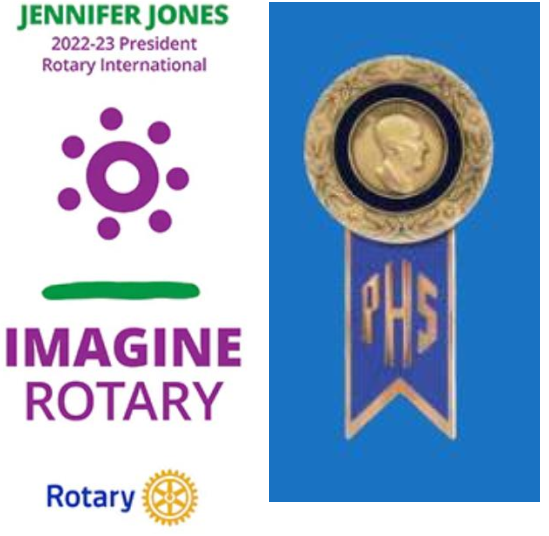 JENNIFER JONES
2022-23 President
Rotary International
IMAGINE
ROTARY
Rotary
PHS